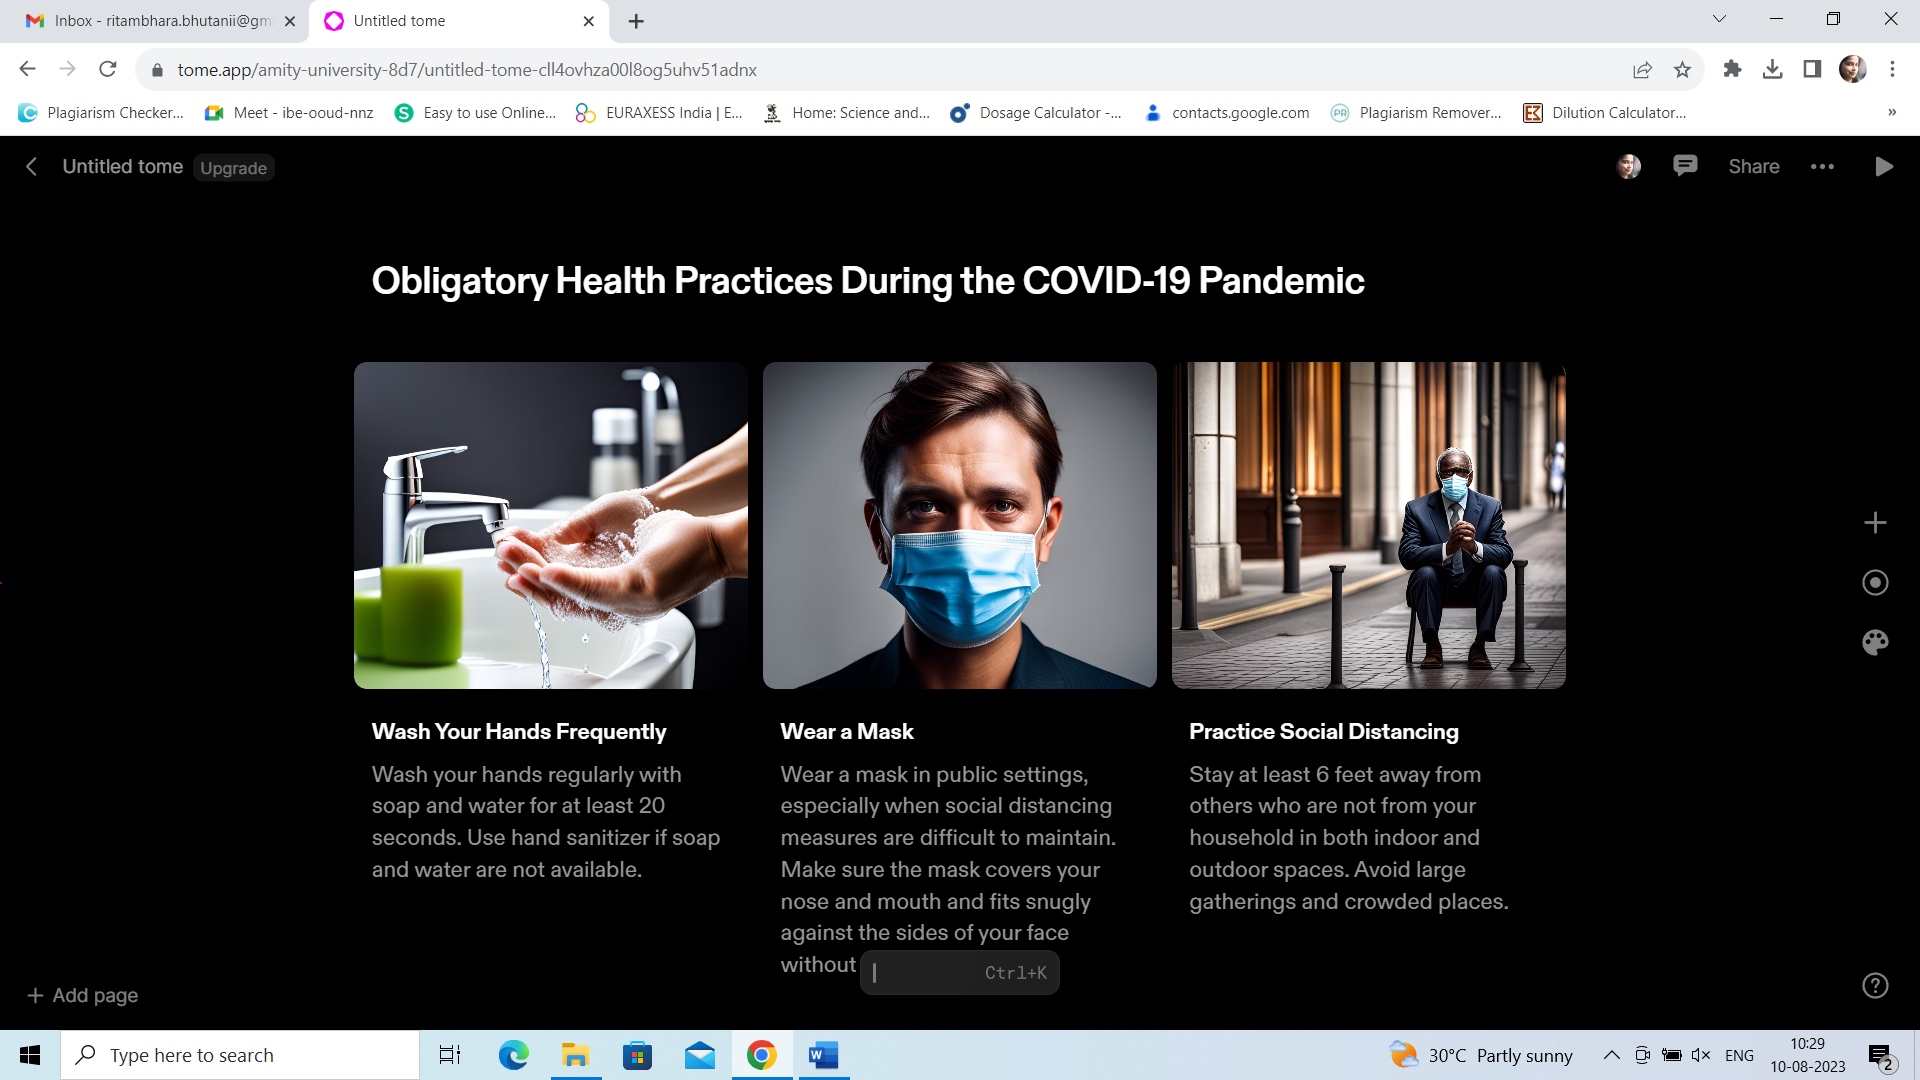 Inbox - ritambhara.bhutanii@gm
Untitled tome
tome.app/amity-university-8d7/untitled-tome-cll4ovhza00l8og5uhv51adnx
Plagiarism Checker...
Meet - ibe-ooud-nnz
Easy to use Online...
EURAXESS India | E...
Home: Science and...
Dosage Calculator -...
contacts.google.com
PR
Plagiarism Remover...
Dilution Calculator...
»
Untitled tome
Upgrade
Share
Obligatory Health Practices During the COVID-19 Pandemic
Wash Your Hands Frequently
Wash your hands regularly with
soap and water for at least 20
seconds. Use hand sanitizer if soap
and water are not available.
Wear a Mask
Wear a mask in public settings,
especially when social distancing
measures are difficult to maintain.
Make sure the mask covers your
nose and mouth and fits snugly
against the sides of your face
without
Ctrl+K
Practice Social Distancing
Stay at least 6 feet away from
others who are not from your
household in both indoor and
outdoor spaces. Avoid large
gatherings and crowded places.
+ Add page
Type here to search
30°C Partly sunny
ENG
10:29
10-08-2023
2